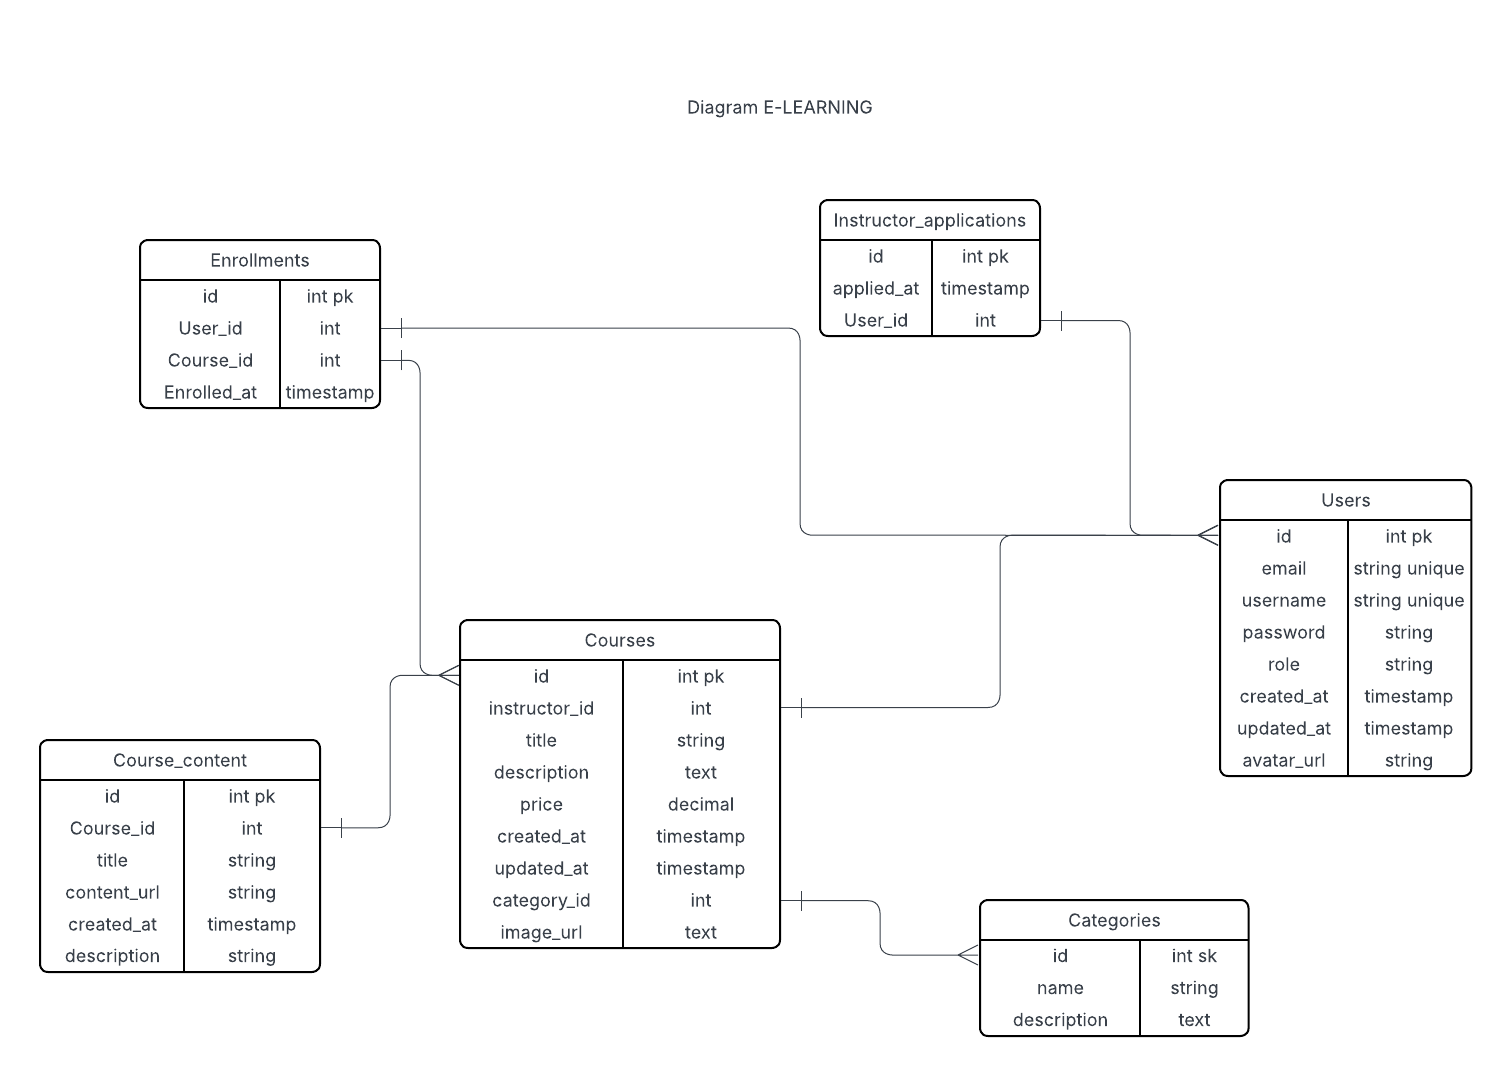 Diagram E-LEARNING
Instructor_applications
id int pk
applied_at timestamp
User_id int
Enrollments
id int pk
User_id int
Course_id int
Enrolled_at timestamp
Users
id int pk
email string unique
username string unique
password string
role string
created_at timestamp
updated_at timestamp
avatar_url string
Courses
id int pk
instructor_id int
title string
description text
price decimal
created_at timestamp
updated_at timestamp
category_id int
image_url text
Course_content
id int pk
Course_id int
title string
content_url string
created_at timestamp
description string
Categories
id int sk
name string
description text